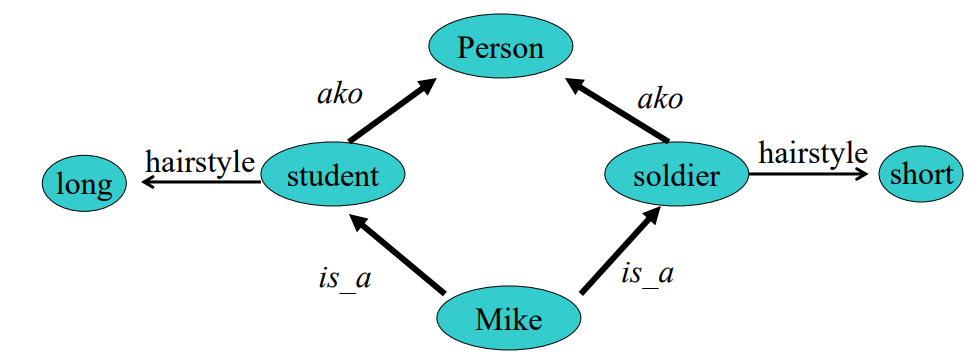 Person
ako
ako
hairstyle
hairstyle
long
student
soldier
short
is_a
is_a
Mike